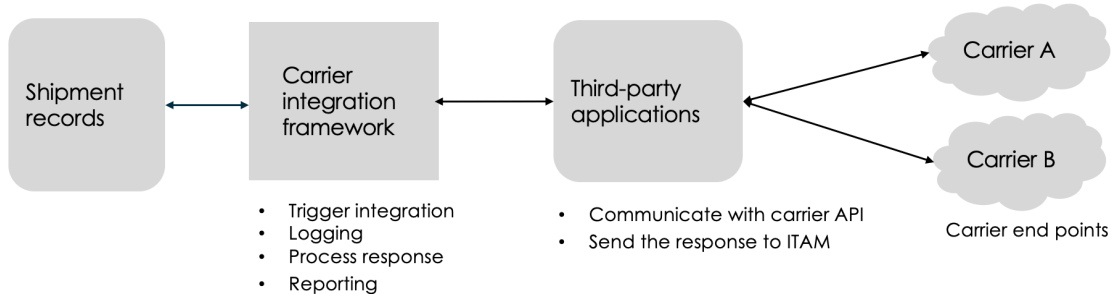 Shipment
records
Carrier
integration
framework
Third-party
applications
Carrier A
Carrier B
• Trigger integration
• Logging
• Process response
• Reporting
• Communicate with carrier API
• Send the response to ITAM
Carrier end points